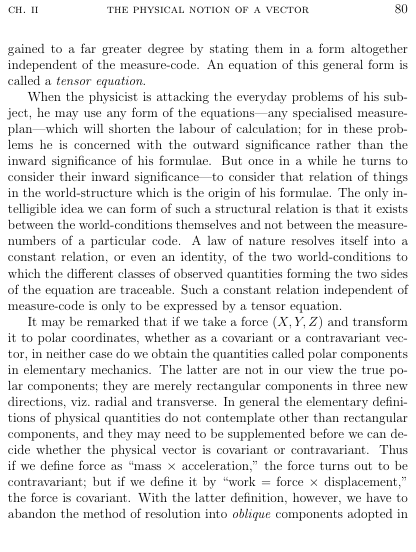 CH. II THE PHYSICAL NOTION OF A VECTOR 80
gained to a far greater degree by stating them in a form altogether
independent of the measure-code. An equation of this general form is
called a tensor equation.
When the physicist is attacking the everyday problems of his sub-
ject, he may use any form of the equations—any specialised measure-
plan—which will shorten the labour of calculation; for in these prob-
lems he is concerned with the outward significance rather than the
inward significance of his formulae. But once in a while he turns to
consider their inward significance—to consider that relation of things
in the world-structure which is the origin of his formulae. The only in-
telligible idea we can form of such a structural relation is that it exists
between the world-conditions themselves and not between the measure-
numbers of a particular code. A law of nature resolves itself into a
constant relation, or even an identity, of the two world-conditions to
which the different classes of observed quantities forming the two sides
of the equation are traceable. Such a constant relation independent of
measure-code is only to be expressed by a tensor equation.
It may be remarked that if we take a force (X, Y, Z) and transform
it to polar coordinates, whether as a covariant or a contravariant vec-
tor, in neither case do we obtain the quantities called polar components
in elementary mechanics. The latter are not in our view the true po-
lar components; they are merely rectangular components in three new
directions, viz. radial and transverse. In general the elementary defini-
tions of physical quantities do not contemplate other than rectangular
components, and they may need to be supplemented before we can de-
cide whether the physical vector is covariant or contravariant. Thus
if we define force as “mass × acceleration,” the force turns out to be
contravariant; but if we define it by “work = force × displacement,”
the force is covariant. With the latter definition, however, we have to
abandon the method of resolution into oblique components adopted in